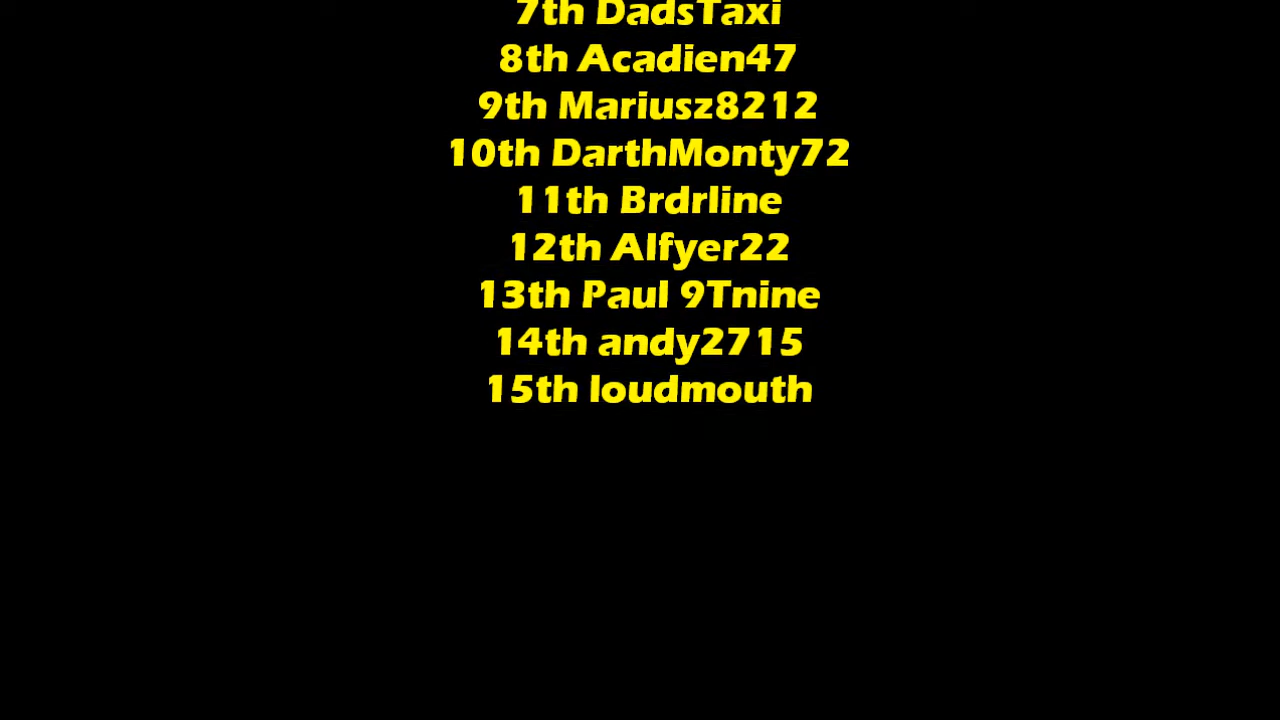 7th DadsTaxi
8th Acadien47
9th Mariusz8212
10th DarthMonty72
11th Brdrline
12th Alfyer22
13th Paul 9Tnine
14th andy2715
15th loudmouth